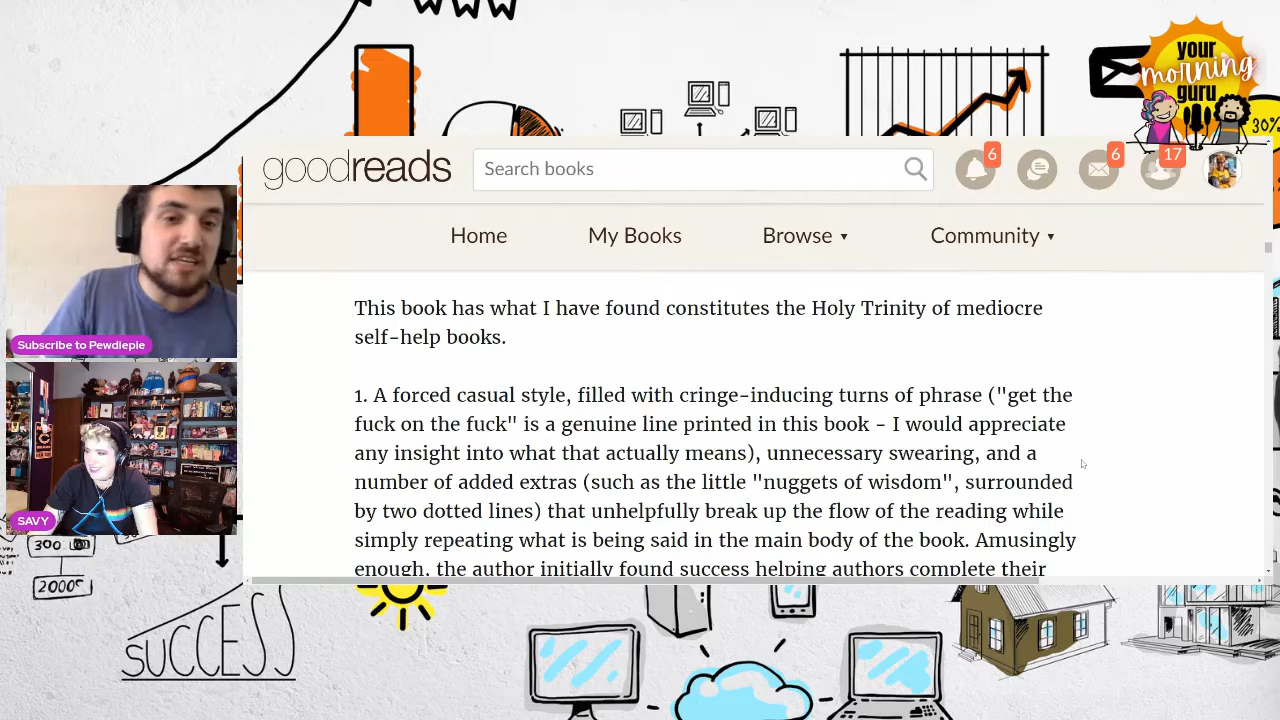 www
your
morning
guru
30%
goodreads
Search books
6
6
17
Home
My Books
Browse ▾
Community ▾
This book has what I have found constitutes the Holy Trinity of mediocre
self-help books.
1. A forced casual style, filled with cringe-inducing turns of phrase ("get the
fuck on the fuck" is a genuine line printed in this book - I would appreciate
any insight into what that actually means), unnecessary swearing, and a
number of added extras (such as the little "nuggets of wisdom", surrounded
by two dotted lines) that unhelpfully break up the flow of the reading while
simply repeating what is being said in the main body of the book. Amusingly
enough, the author initially found success helping authors complete their
Subscribe to Pewdiepie
SAVY
300
2000
SUCCESS